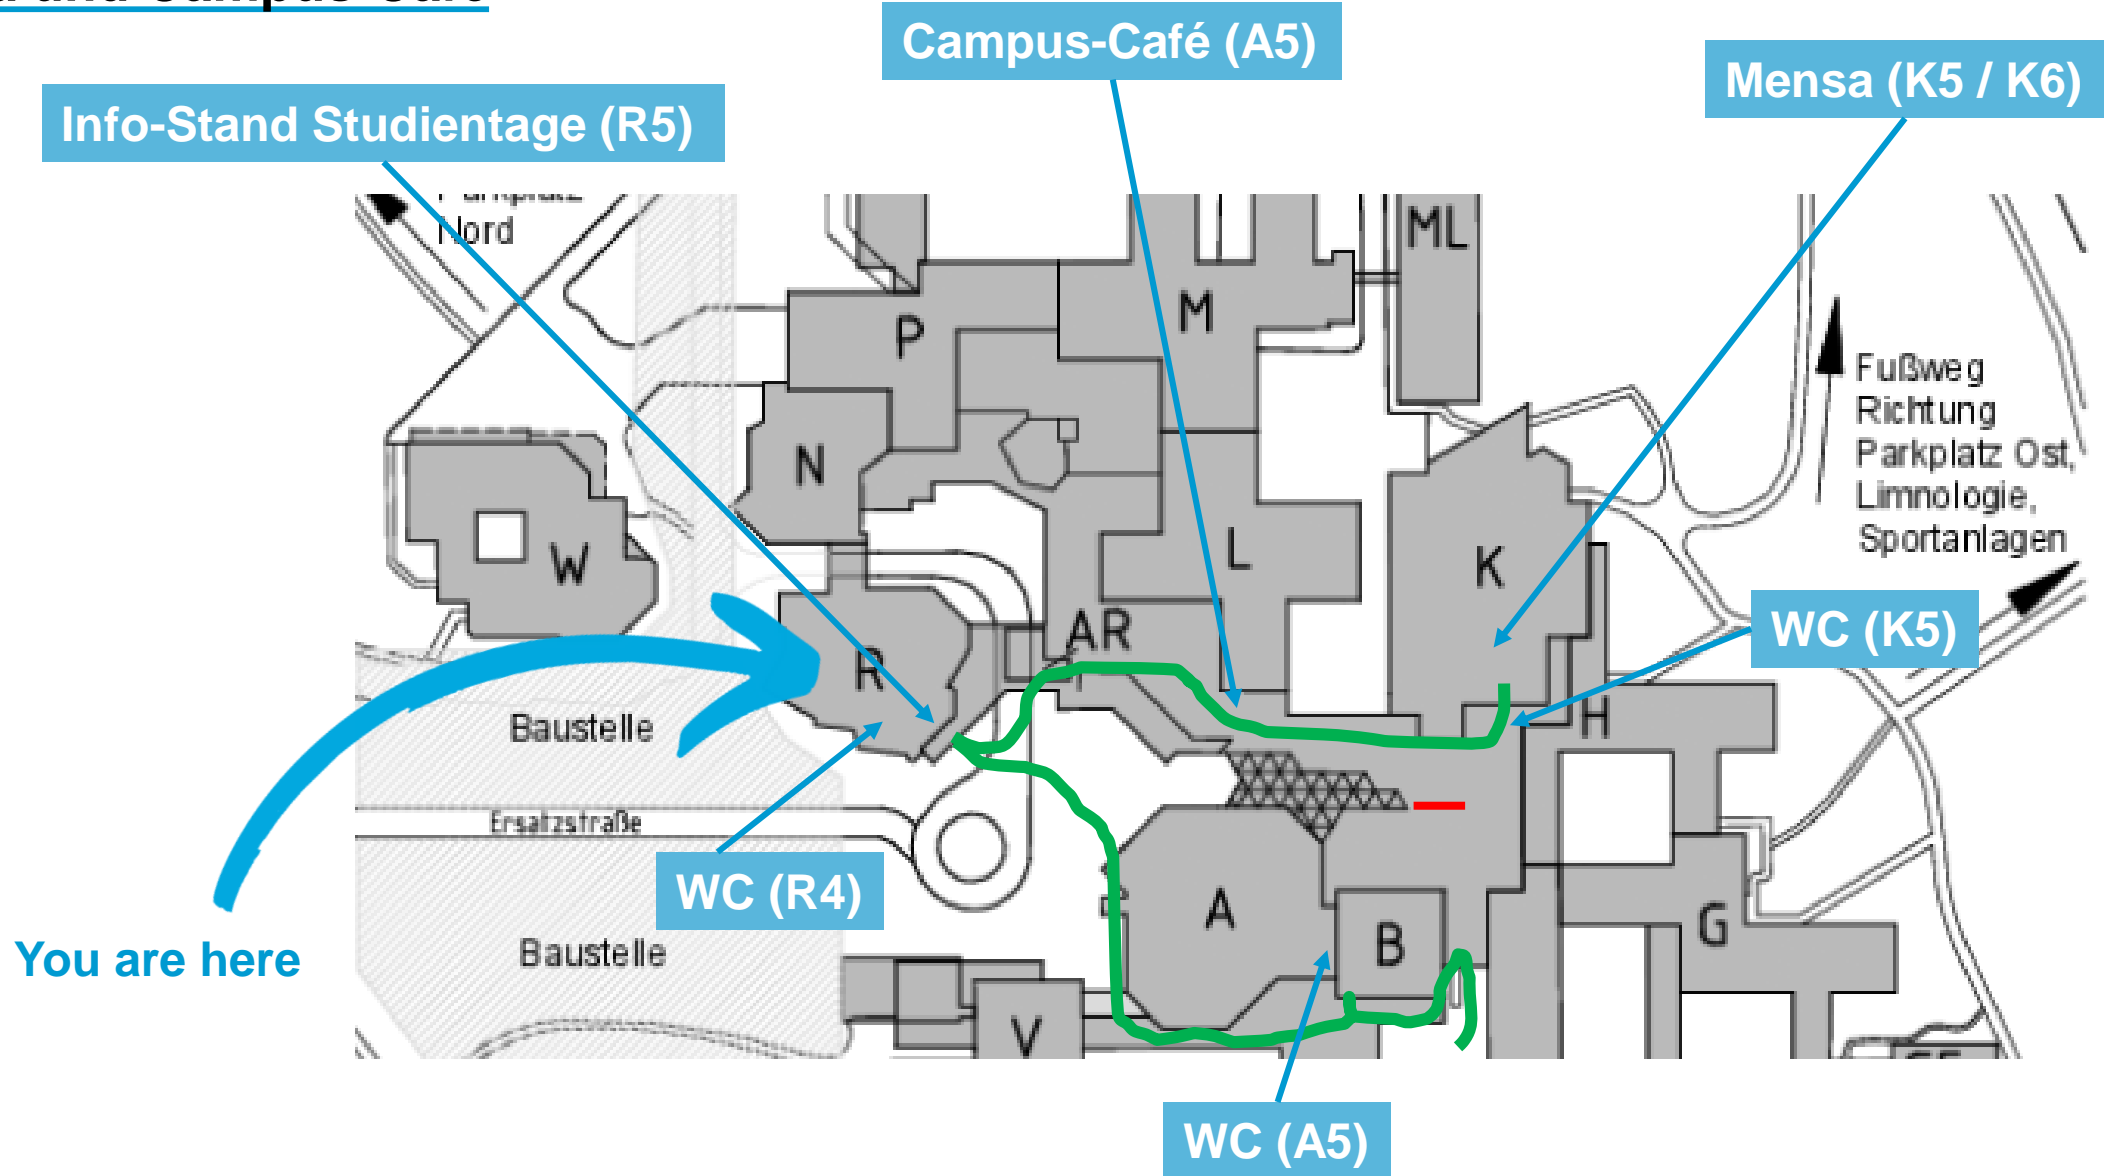 Campus-Café (A5)
Mensa (K5 / K6)
Info-Stand Studientage (R5)
Parkplatz
Nord
ML
M
P
Fußweg
Richtung
Parkplatz Ost,
Limnologie,
Sportanlagen
N
L
W
K
AR
WC (K5)
R
H
Baustelle
Ersatzstraße
WC (R4)
A
G
B
You are here
Baustelle
V
WC (A5)